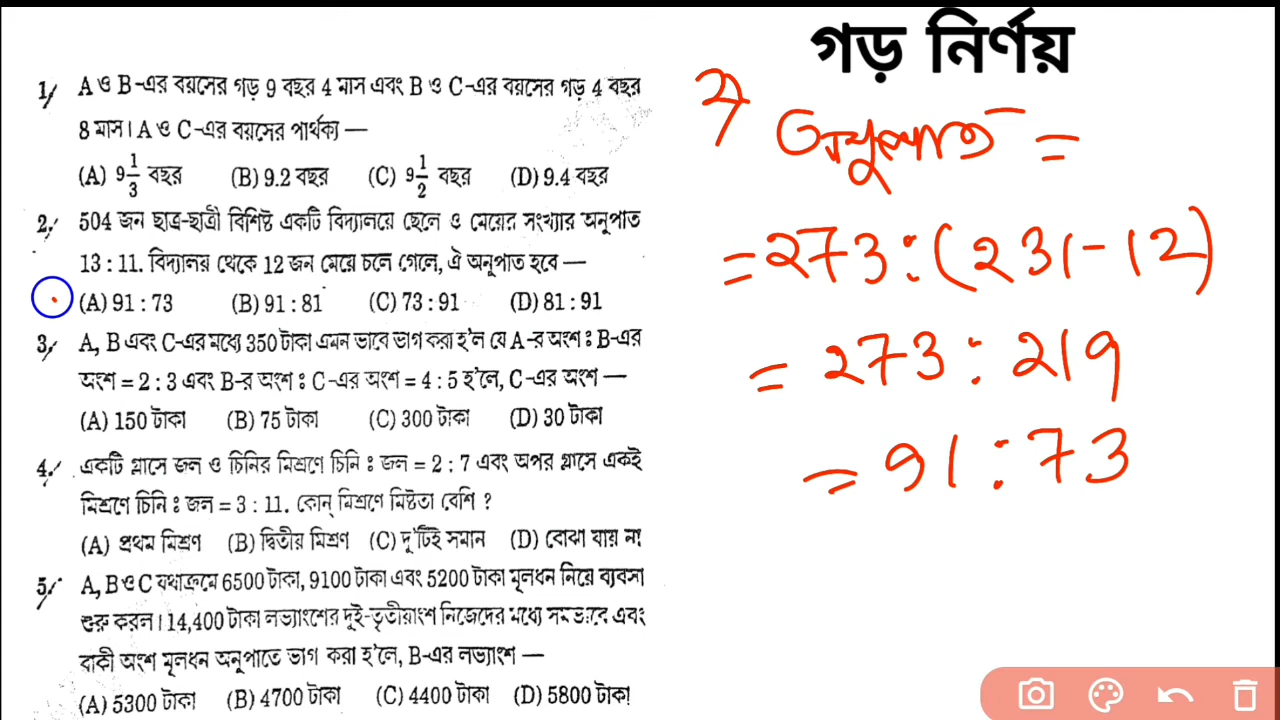 গড় নির্ণয়
1/ A ও B-এর বয়সের গড় 9 বছর 4 মাস এবং B ও C-এর বয়সের গড় 4 বছর
8 মাস। A ও C-এর বয়সের পার্থক্য —
(A) 9 1/3 বছর (B) 9.2 বছর (C) 9 1/2 বছর (D) 9.4 বছর
2. 504 জন ছাত্র-ছাত্রী বিশিষ্ট একটি বিদ্যালয়ে ছেলে ও মেয়ের সংখ্যার অনুপাত
13 : 11. বিদ্যালয় থেকে 12 জন মেয়ে চলে গেলে, ঐ অনুপাত হবে —
(A) 91 : 73 (B) 91 : 81 (C) 73 : 91 (D) 81 : 91
3/ A, B এবং C-এর মধ্যে 350 টাকা এমন ভাবে ভাগ করা হ'ল যে A-র অংশ : B-এর
অংশ = 2 : 3 এবং B-র অংশ : C-এর অংশ = 4 : 5 হ'লে, C-এর অংশ —
(A) 150 টাকা (B) 75 টাকা (C) 300 টাকা (D) 30 টাকা
4. একটি গ্লাসে জল ও চিনির মিশ্রণে চিনি : জল = 2 : 7 এবং অপর গ্লাসে একই
মিশ্রণে চিনি : জল = 3 : 11. কোন্ মিশ্রণে মিষ্টতা বেশি ?
(A) প্রথম মিশ্রণ (B) দ্বিতীয় মিশ্রণ (C) দু'টিই সমান (D) বোঝা যায় না
5. A, B ও C যথাক্রমে 6500 টাকা, 9100 টাকা এবং 5200 টাকা মূলধন নিয়ে ব্যবসা
শুরু করল। 14,400 টাকা লভ্যাংশের দুই-তৃতীয়াংশ নিজেদের মধ্যে সমভাবে এবং
বাকী অংশ মূলধন অনুপাতে ভাগ করা হ'লে, B-এর লভ্যাংশ —
(A) 5300 টাকা (B) 4700 টাকা (C) 4400 টাকা (D) 5800 টাকা
২) অনুপাত =
= 273 : (231 - 12)
= 273 : 219
= 91 : 73